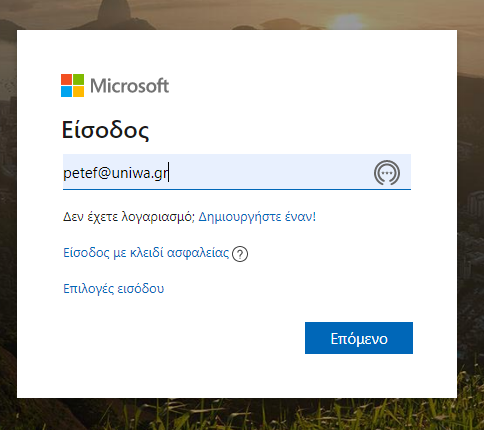 Microsoft
Είσοδος
petef@uniwa.gr
Δεν έχετε λογαριασμό; Δημιουργήστε έναν!
Είσοδος με κλειδί ασφαλείας ?
Επιλογές εισόδου
Επόμενο